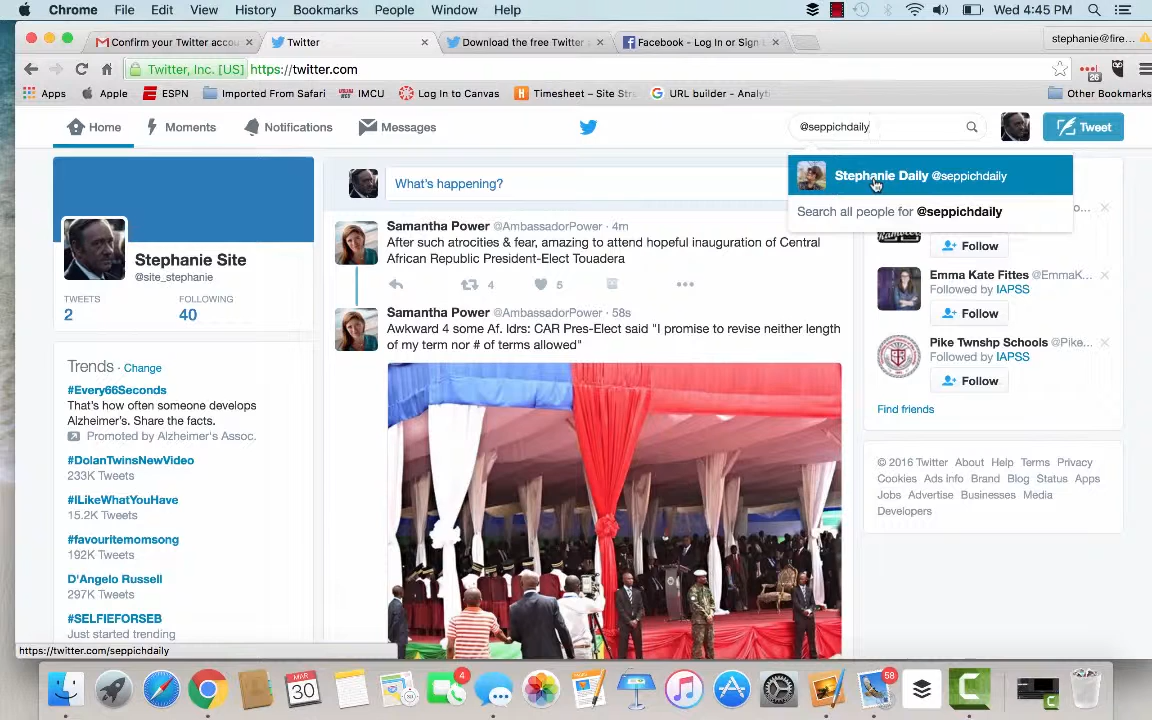 Chrome File Edit View History Bookmarks People Window Help Wed 4:45 PM
Confirm your Twitter accou Twitter Download the free Twitter Facebook - Log In or Sign stephanie@fire...
Twitter, Inc. [US] https://twitter.com
26
Apps Apple ESPN Imported From Safari IMCU Log In to Canvas Timesheet – Site Str URL builder - Analyti Other Bookmarks
Home Moments Notifications Messages @seppichdaily Tweet
What's happening?
Stephanie Daily @seppichdaily
Search all people for @seppichdaily
Stephanie Site
@site_stephanie
TWEETS FOLLOWING
2 40
Trends · Change
#Every66Seconds
That's how often someone develops
Alzheimer's. Share the facts.
Promoted by Alzheimer's Assoc.
#DolanTwinsNewVideo
233K Tweets
#ILikeWhatYouHave
15.2K Tweets
#favouritemomsong
192K Tweets
D'Angelo Russell
297K Tweets
#SELFIEFORSEB
Just started trending
Samantha Power @AmbassadorPower · 4m
After such atrocities & fear, amazing to attend hopeful inauguration of Central
African Republic President-Elect Touadera
4 5
Samantha Power @AmbassadorPower · 58s
Awkward 4 some Af. ldrs: CAR Pres-Elect said "I promise to revise neither length
of my term nor # of terms allowed"
o...
Follow
Emma Kate Fittes @EmmaK...
Followed by IAPSS
Follow
Pike Twnshp Schools @Pike...
Followed by IAPSS
Follow
Find friends
© 2016 Twitter About Help Terms Privacy
Cookies Ads info Brand Blog Status Apps
Jobs Advertise Businesses Media
Developers
https://twitter.com/seppichdaily
MAR
30
4
58